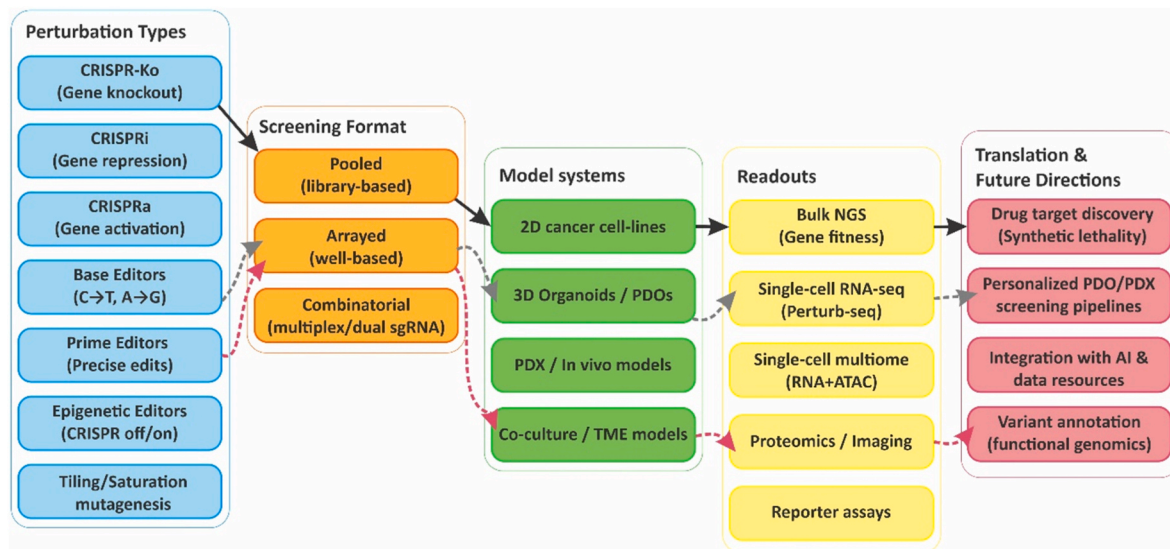 Perturbation Types
CRISPR-Ko
(Gene knockout)
CRISPRi
(Gene repression)
CRISPRa
(Gene activation)
Base Editors
(C→T, A→G)
Prime Editors
(Precise edits)
Epigenetic Editors
(CRISPR off/on)
Tiling/Saturation
mutagenesis
Screening Format
Pooled
(library-based)
Arrayed
(well-based)
Combinatorial
(multiplex/dual sgRNA)
Model systems
2D cancer cell-lines
3D Organoids / PDOs
PDX / In vivo models
Co-culture / TME models
Readouts
Bulk NGS
(Gene fitness)
Single-cell RNA-seq
(Perturb-seq)
Single-cell multiome
(RNA+ATAC)
Proteomics / Imaging
Reporter assays
Translation &
Future Directions
Drug target discovery
(Synthetic lethality)
Personalized PDO/PDX
screening pipelines
Integration with AI &
data resources
Variant annotation
(functional genomics)